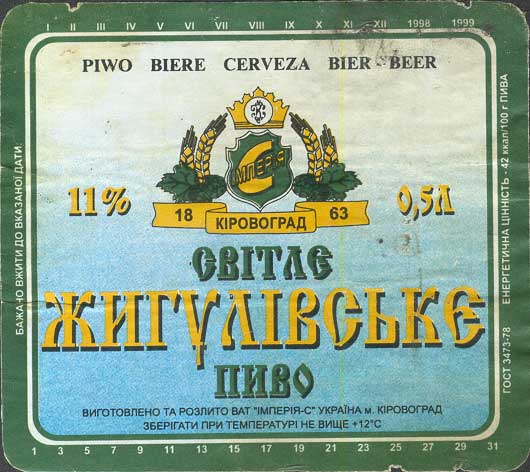 I II III IV V VI VII VIII IX X XI XII 1998 1999
PIWO BIERE CERVEZA BIER BEER
ІМПЕРІЯ
С
11% 0,5Л
18 63
КІРОВОГРАД
СВІТЛЕ
ЖИГУЛІВСЬКЕ
ПИВО
ВИГОТОВЛЕНО ТА РОЗЛИТО ВАТ "ІМПЕРІЯ-С" УКРАЇНА м. КІРОВОГРАД
ЗБЕРІГАТИ ПРИ ТЕМПЕРАТУРІ НЕ ВИЩЕ +12°С
1 3 5 7 9 11 13 15 17 19 21 23 25 27 29 31
БАЖАНО ВЖИТИ ДО ВКАЗАНОЇ ДАТИ:
ГОСТ 3473-78 ЕНЕРГЕТИЧНА ЦІННІСТЬ - 42 ккал/100 г ПИВА